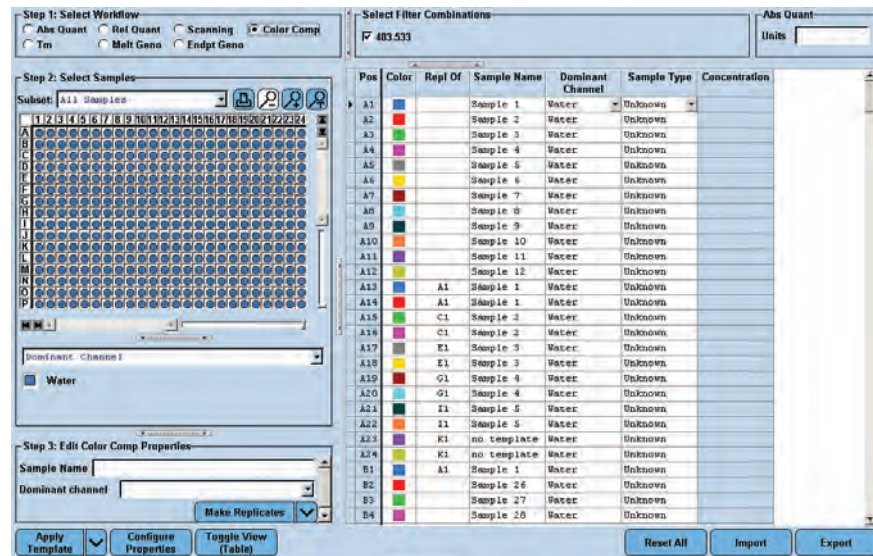 Step 1: Select Workflow
Abs Quant Rel Quant Scanning Color Comp
Tm Melt Geno Endpt Geno
Select Filter Combinations
483.533
Abs Quant
Units
Step 2: Select Samples
Subset: All Samples
1 2 3 4 5 6 7 8 9 10 11 12 13 14 15 16 17 18 19 20 21 22 23 24
A
B
C
D
E
F
G
H
I
J
K
L
M
N
O
P
Dominant Channel
Water
Step 3: Edit Color Comp Properties
Sample Name
Dominant channel
Make Replicates
Pos Color Repl Of Sample Name Dominant Channel Sample Type Concentration
A1 Sample 1 Water Unknown
A2 Sample 2 Water Unknown
A3 Sample 3 Water Unknown
A4 Sample 4 Water Unknown
A5 Sample 5 Water Unknown
A6 Sample 6 Water Unknown
A7 Sample 7 Water Unknown
A8 Sample 8 Water Unknown
A9 Sample 9 Water Unknown
A10 Sample 10 Water Unknown
A11 Sample 11 Water Unknown
A12 Sample 12 Water Unknown
A13 A1 Sample 1 Water Unknown
A14 A1 Sample 1 Water Unknown
A15 C1 Sample 2 Water Unknown
A16 C1 Sample 2 Water Unknown
A17 E1 Sample 3 Water Unknown
A18 E1 Sample 3 Water Unknown
A19 G1 Sample 4 Water Unknown
A20 G1 Sample 4 Water Unknown
A21 I1 Sample 5 Water Unknown
A22 I1 Sample 5 Water Unknown
A23 K1 no template Water Unknown
A24 K1 no template Water Unknown
B1 A1 Sample 1 Water Unknown
B2 Sample 26 Water Unknown
B3 Sample 27 Water Unknown
B4 Sample 28 Water Unknown
Apply Template
Configure Properties
Toggle View (Table)
Reset All
Import
Export